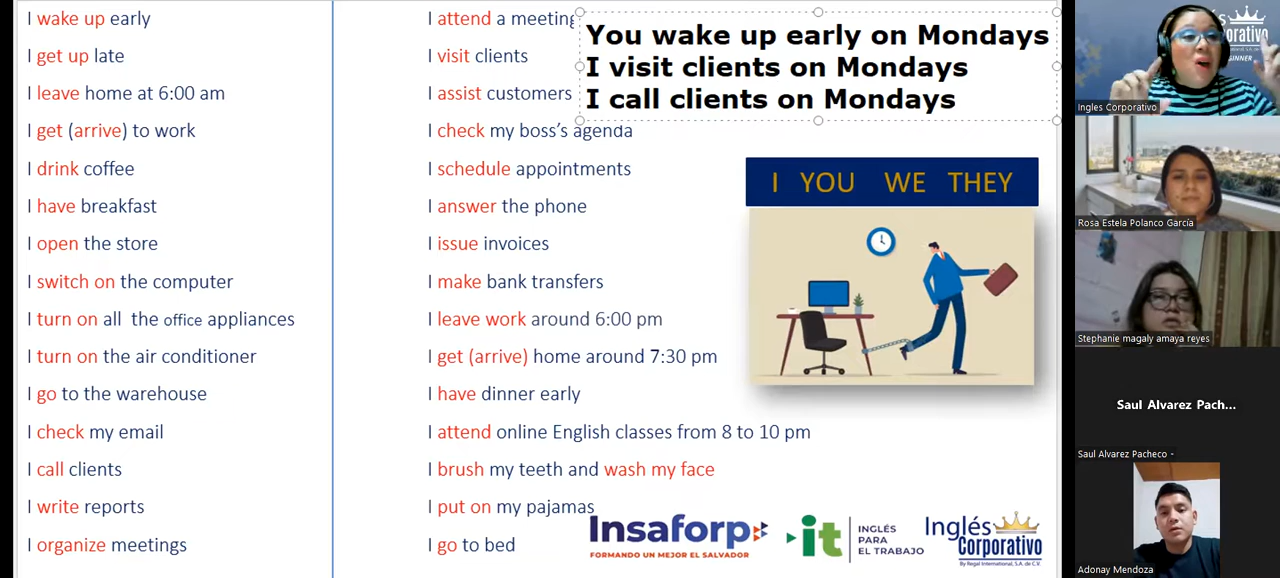 I wake up early
I get up late
I leave home at 6:00 am
I get (arrive) to work
I drink coffee
I have breakfast
I open the store
I switch on the computer
I turn on all the office appliances
I turn on the air conditioner
I go to the warehouse
I check my email
I call clients
I write reports
I organize meetings
I attend a meeting
I visit clients
I assist customers
I check my boss's agenda
I schedule appointments
I answer the phone
I issue invoices
I make bank transfers
I leave work around 6:00 pm
I get (arrive) home around 7:30 pm
I have dinner early
I attend online English classes from 8 to 10 pm
I brush my teeth and wash my face
I put on my pajamas
I go to bed
You wake up early on Mondays
I visit clients on Mondays
I call clients on Mondays
I YOU WE THEY
Insaforp
FORMANDO UN MEJOR EL SALVADOR
it
INGLÉS
PARA
EL TRABAJO
Inglés
Corporativo
By Regal International, S.A. de C.V.
Ingles Corporativo
Rosa Estela Polanco García
Stephanie magaly amaya reyes
Saul Alvarez Pach...
Saul Alvarez Pacheco -
Adonay Mendoza